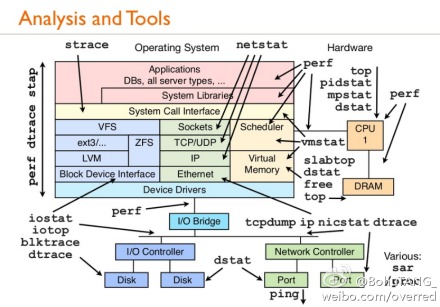 Analysis and Tools
strace
Operating System
netstat
Hardware
Applications
DBs, all server types, ...
System Libraries
System Call Interface
VFS
Sockets
Scheduler
ext3/...
ZFS
TCP/UDP
LVM
IP
Virtual
Memory
Block Device Interface
Ethernet
Device Drivers
perf dtrace stap
perf
top
pidstat
mpstat
dstat
perf
CPU
1
vmstat
slabtop
dstat
free
top
DRAM
iostat
iotop
blktrace
dtrace
perf
I/O Bridge
tcpdump ip nicstat dtrace
I/O Controller
Network Controller
Disk
Disk
dstat
Port
Port
ping
Various:
sar
/proc
weibo.com/overred